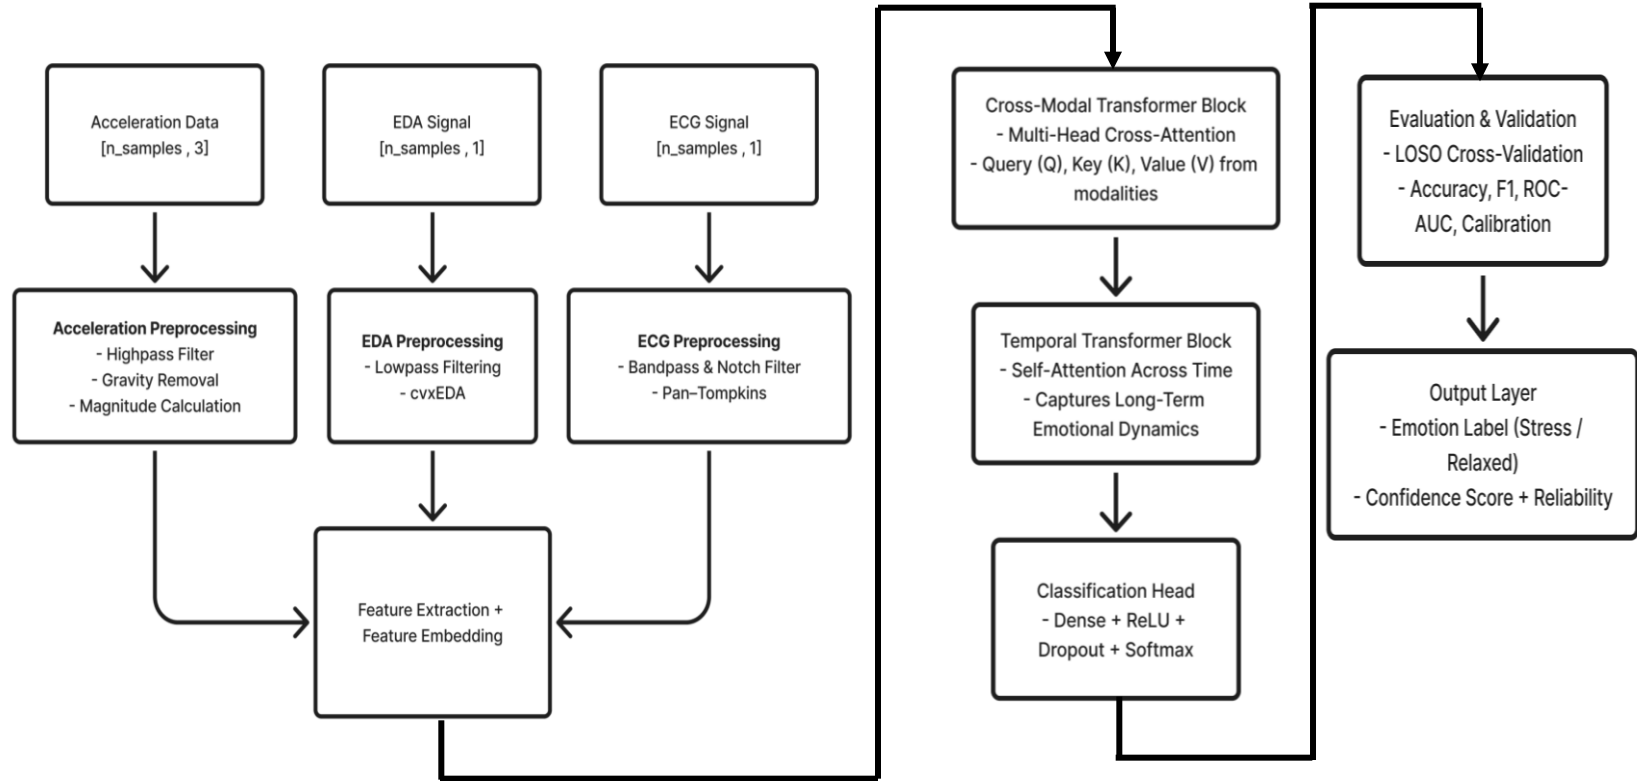 Acceleration Data
[n_samples , 3]
EDA Signal
[n_samples , 1]
ECG Signal
[n_samples , 1]
Acceleration Preprocessing
- Highpass Filter
- Gravity Removal
- Magnitude Calculation
EDA Preprocessing
- Lowpass Filtering
- cvxEDA
ECG Preprocessing
- Bandpass & Notch Filter
- Pan–Tompkins
Feature Extraction +
Feature Embedding
Cross-Modal Transformer Block
- Multi-Head Cross-Attention
- Query (Q), Key (K), Value (V) from
modalities
Temporal Transformer Block
- Self-Attention Across Time
- Captures Long-Term
Emotional Dynamics
Classification Head
- Dense + ReLU +
Dropout + Softmax
Evaluation & Validation
- LOSO Cross-Validation
- Accuracy, F1, ROC-
AUC, Calibration
Output Layer
- Emotion Label (Stress /
Relaxed)
- Confidence Score + Reliability